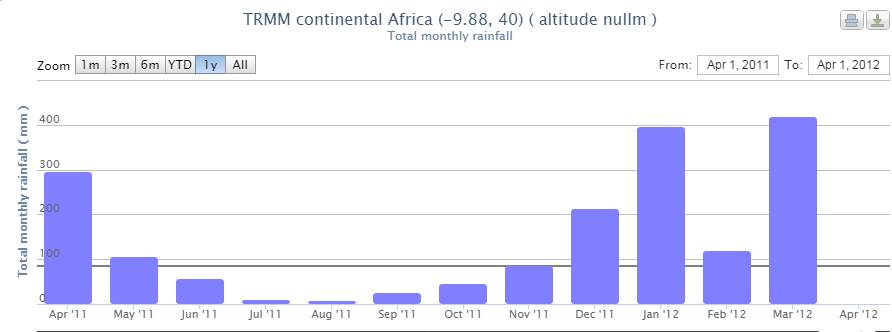 TRMM continental Africa (-9.88, 40) ( altitude nullm )
Total monthly rainfall
Zoom 1m 3m 6m YTD 1y All From: Apr 1, 2011 To: Apr 1, 2012
Total monthly rainfall ( mm )
400
300
200
100
0
Apr '11 May '11 Jun '11 Jul '11 Aug '11 Sep '11 Oct '11 Nov '11 Dec '11 Jan '12 Feb '12 Mar '12 Apr '12